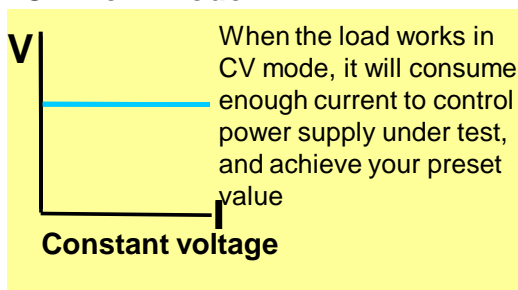 V
When the load works in
CV mode, it will consume
enough current to control
power supply under test,
and achieve your preset
value
I
Constant voltage